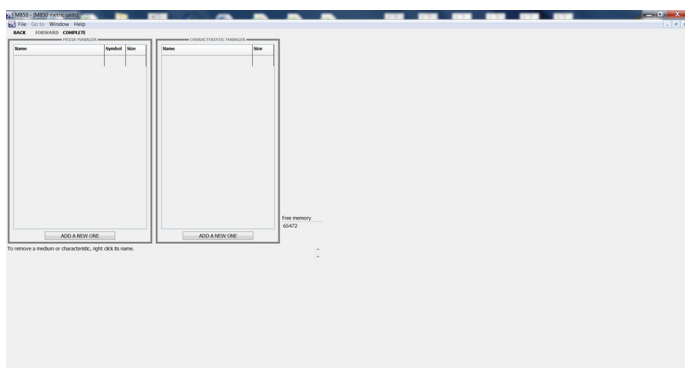 M850 - [M850 metric units]
File Go to Window Help
BACK FORWARD COMPLETE
MEDIA MANAGER
CHARACTERISTIC MANAGER
Name Symbol Size
Name Size
Free memory
65472
ADD A NEW ONE
ADD A NEW ONE
To remove a medium or characteristic, right click its name.